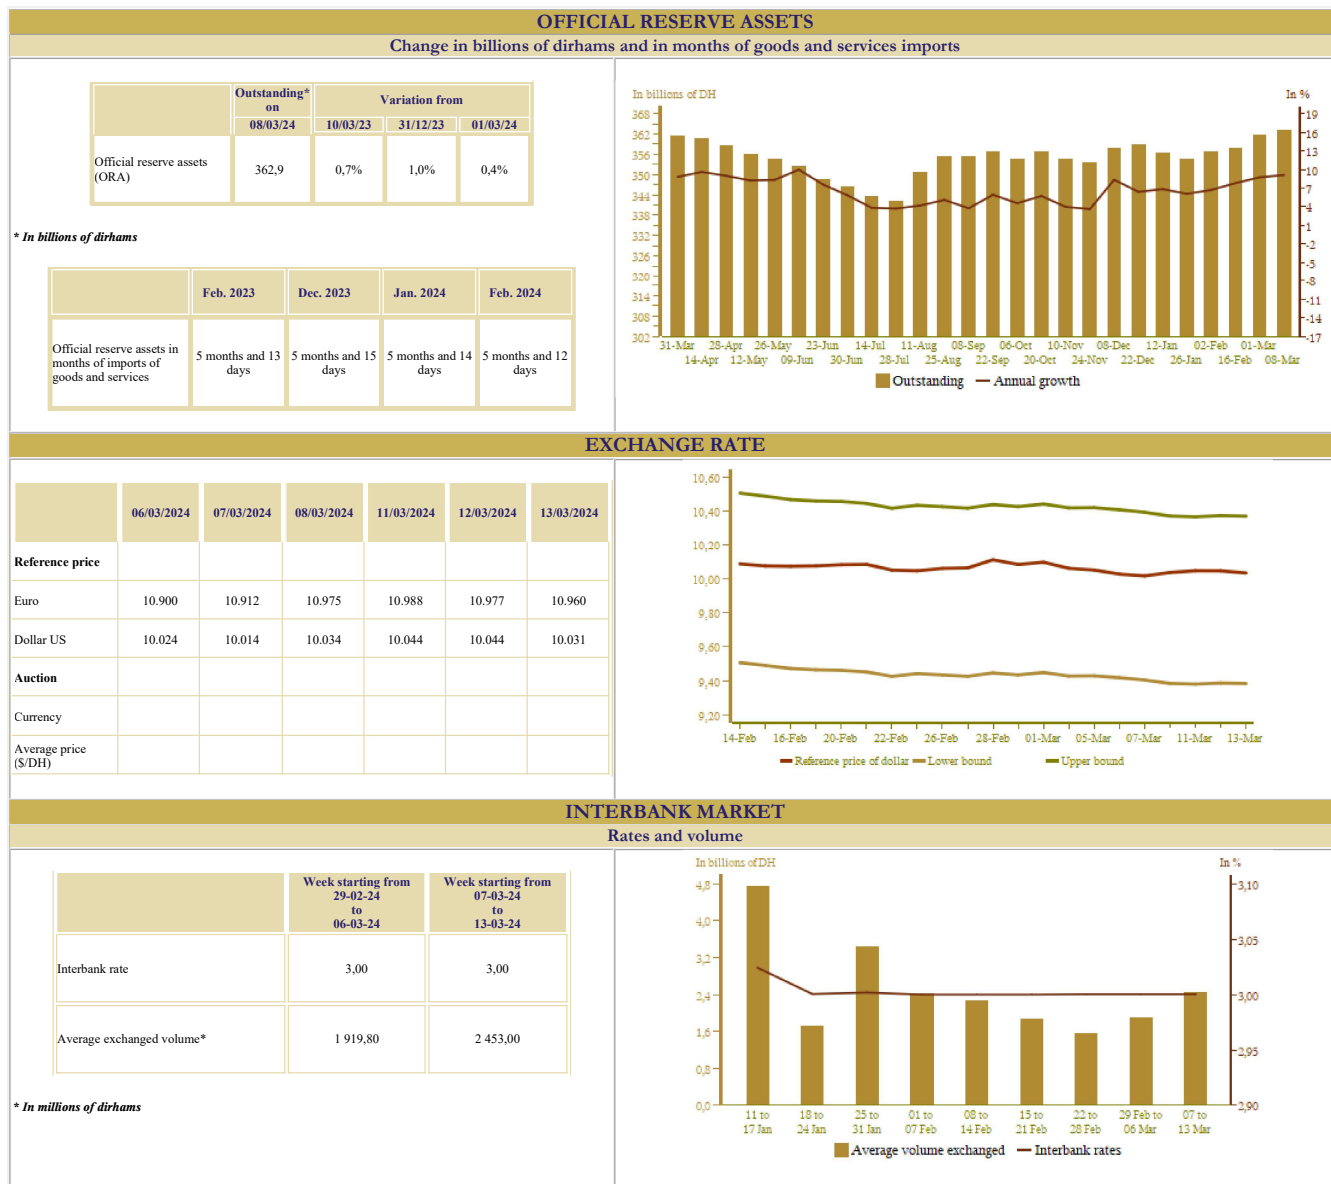 OFFICIAL RESERVE ASSETS
Change in billions of dirhams and in months of goods and services imports
Outstanding*
on
Variation from
08/03/24 10/03/23 31/12/23 01/03/24
Official reserve assets
(ORA)
362,9 0,7% 1,0% 0,4%
* In billions of dirhams
Feb. 2023 Dec. 2023 Jan. 2024 Feb. 2024
Official reserve assets in
months of imports of
goods and services
5 months and 13
days
5 months and 15
days
5 months and 14
days
5 months and 12
days
In billions of DH
In %
368
362
356
350
344
338
332
326
320
314
308
302
19
16
13
10
7
4
1
-2
-5
-8
-11
-14
-17
31-Mar 28-Apr 26-May 23-Jun 14-Jul 11-Aug 08-Sep 06-Oct 10-Nov 08-Dec 12-Jan 02-Feb 01-Mar
14-Apr 12-May 09-Jun 30-Jun 28-Jul 25-Aug 22-Sep 20-Oct 24-Nov 22-Dec 26-Jan 16-Feb 08-Mar
Outstanding Annual growth
EXCHANGE RATE
06/03/2024 07/03/2024 08/03/2024 11/03/2024 12/03/2024 13/03/2024
Reference price
Euro 10.900 10.912 10.975 10.988 10.977 10.960
Dollar US 10.024 10.014 10.034 10.044 10.044 10.031
Auction
Currency
Average price
($/DH)
10,60
10,40
10,20
10,00
9,80
9,60
9,40
9,20
14-Feb 16-Feb 20-Feb 22-Feb 26-Feb 28-Feb 01-Mar 05-Mar 07-Mar 11-Mar 13-Mar
Reference price of dollar Lower bound Upper bound
INTERBANK MARKET
Rates and volume
Week starting from
29-02-24
to
06-03-24
Week starting from
07-03-24
to
13-03-24
Interbank rate 3,00 3,00
Average exchanged volume* 1 919,80 2 453,00
* In millions of dirhams
In billions of DH
In %
4,8
4,0
3,2
2,4
1,6
0,8
0,0
3,10
3,05
3,00
2,95
2,90
11 to 18 to 25 to 01 to 08 to 15 to 22 to 29 Feb to 07 to
17 Jan 24 Jan 31 Jan 07 Feb 14 Feb 21 Feb 28 Feb 06 Mar 13 Mar
Average volume exchanged Interbank rates